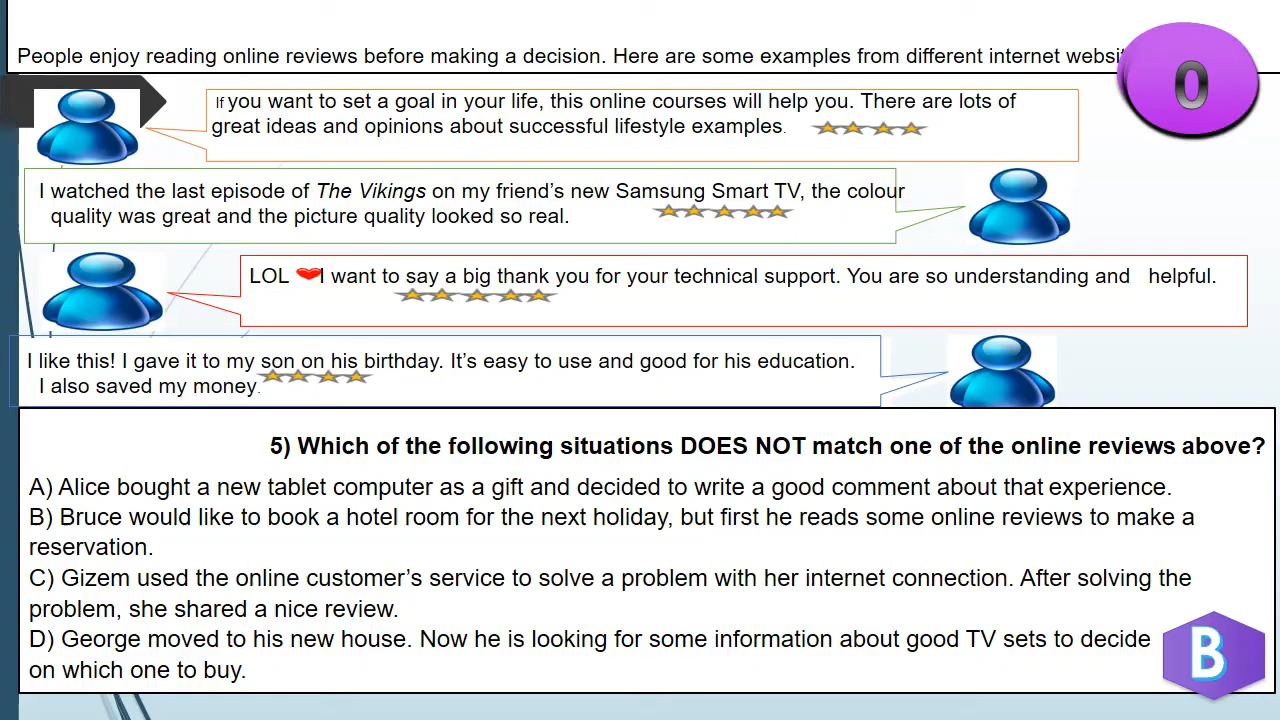 People enjoy reading online reviews before making a decision. Here are some examples from different internet
0
If you want to set a goal in your life, this online courses will help you. There are lots of
great ideas and opinions about successful lifestyle examples.
I watched the last episode of The Vikings on my friend’s new Samsung Smart TV, the colour
quality was great and the picture quality looked so real.
LOL I want to say a big thank you for your technical support. You are so understanding and helpful.
I like this! I gave it to my son on his birthday. It’s easy to use and good for his education.
I also saved my money.
5) Which of the following situations DOES NOT match one of the online reviews above?
A) Alice bought a new tablet computer as a gift and decided to write a good comment about that experience.
B) Bruce would like to book a hotel room for the next holiday, but first he reads some online reviews to make a
reservation.
C) Gizem used the online customer’s service to solve a problem with her internet connection. After solving the
problem, she shared a nice review.
D) George moved to his new house. Now he is looking for some information about good TV sets to decide
on which one to buy.
B